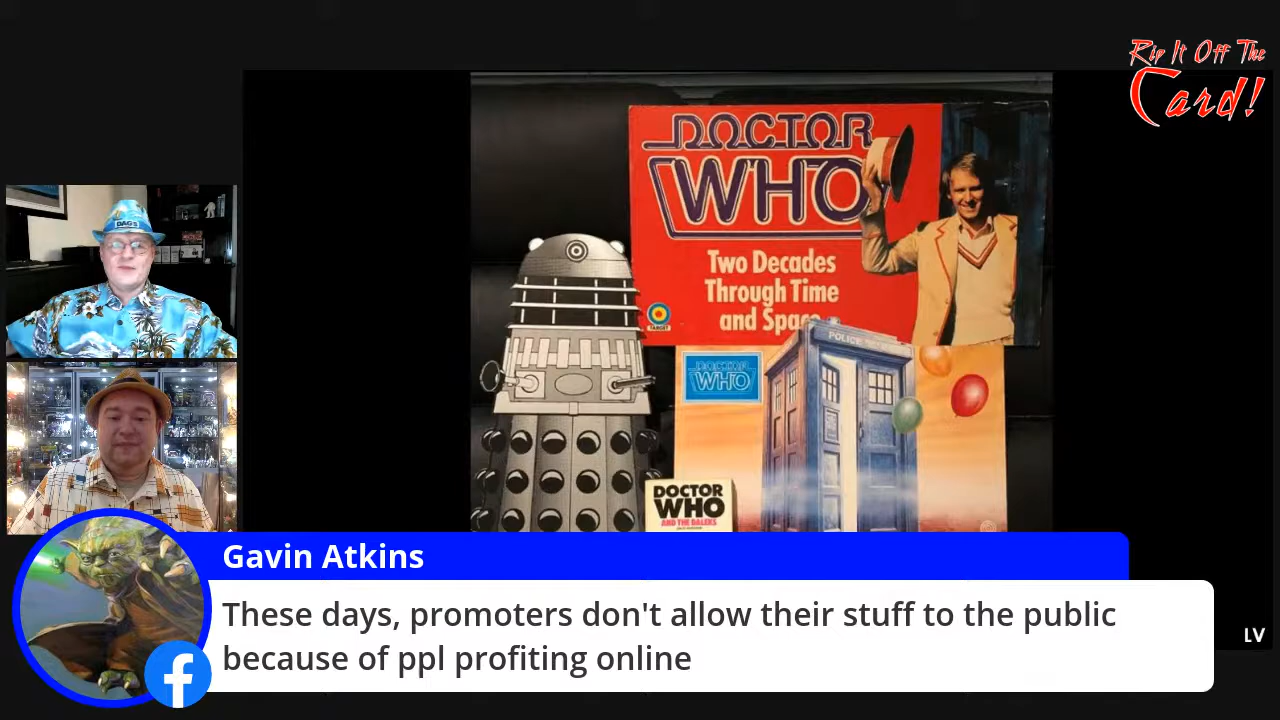 Rip It Off The
Card!
DAGS
DOCTOR
WHO
Two Decades
Through Time
and Space
TARGET
POLICE
DOCTOR
WHO
DOCTOR
WHO
AND THE DALEKS
Gavin Atkins
These days, promoters don't allow their stuff to the public
because of ppl profiting online
LV